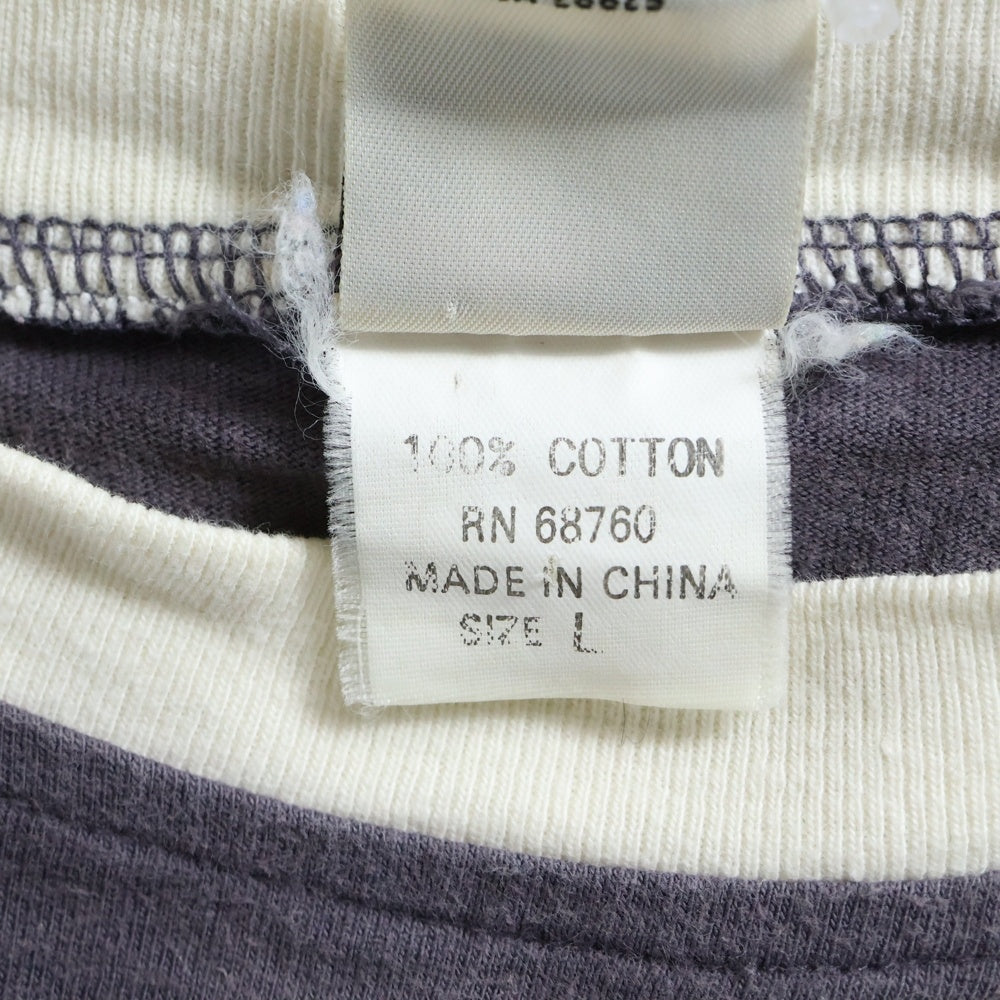 100% COTTON
RN 68760
MADE IN CHINA
SIZE L